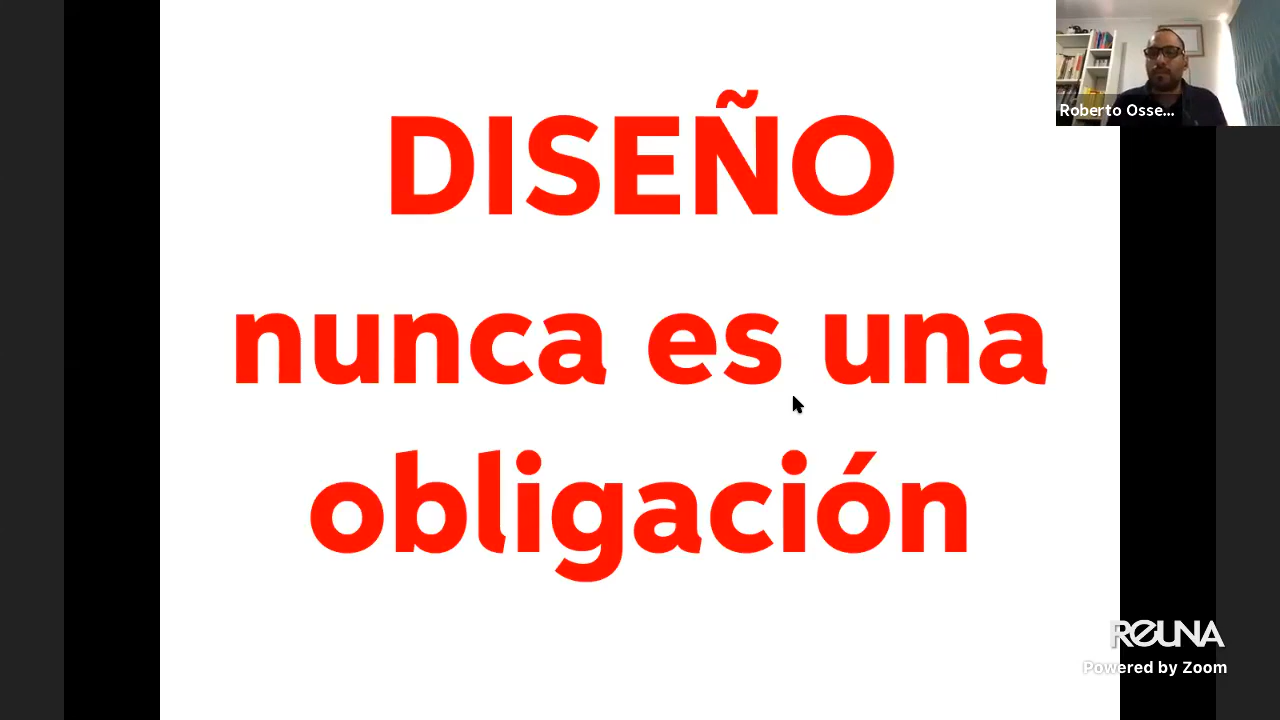 DISEÑO
nunca es una
obligación
Roberto Osse...
REUNA
Powered by Zoom